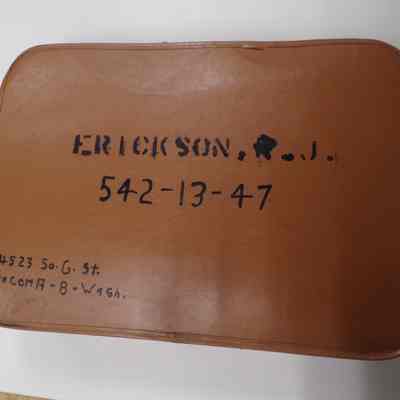 ERICKSON, R.J.
542-13-47
4523 So. G. St.
TACOMA-8-Wash.